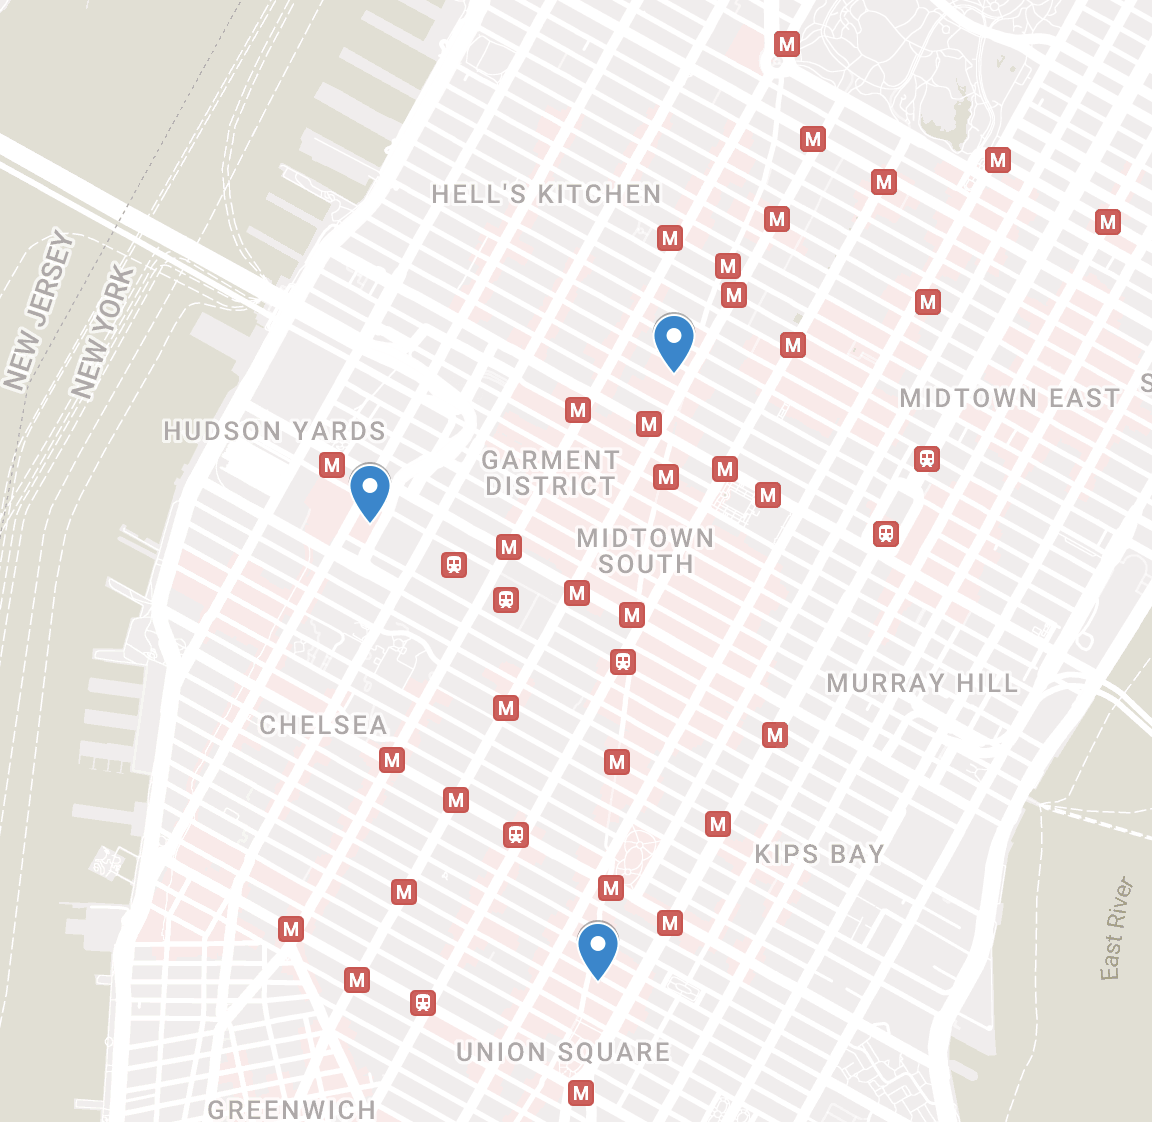 M
M
M
M
HELL'S KITCHEN
M
M
M
M
M
NEW JERSEY
NEW YORK
M
M
MIDTOWN EAST
S
M
M
HUDSON YARDS
GARMENT
DISTRICT
M
M
M
M
MIDTOWN
SOUTH
M
M
M
MURRAY HILL
M
CHELSEA
M
M
M
M
M
KIPS BAY
M
M
M
M
East River
M
UNION SQUARE
M
GREENWICH